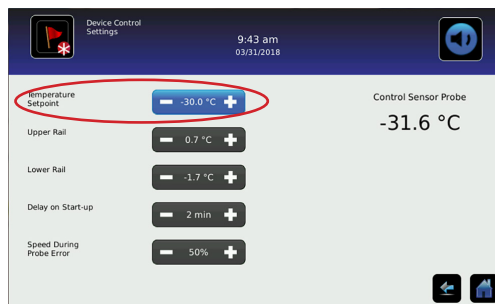 Device Control
Settings
9:43 am
03/31/2018
Temperature
Setpoint
-30.0 °C
Control Sensor Probe
-31.6 °C
Upper Rail
0.7 °C
Lower Rail
-1.7 °C
Delay on Start-up
2 min
Speed During
Probe Error
50%